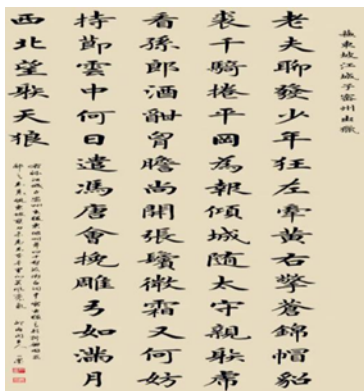 蘇東坡江城子密州出獵
老夫聊發少年狂左牽黃右擎蒼錦帽貂
裘千騎捲平岡為報傾城隨太守親射虎
看孫郎酒酣胷膽尚開張鬢微霜又何妨
持節雲中何日遣馮唐會挽雕弓如滿月
西北望射天狼